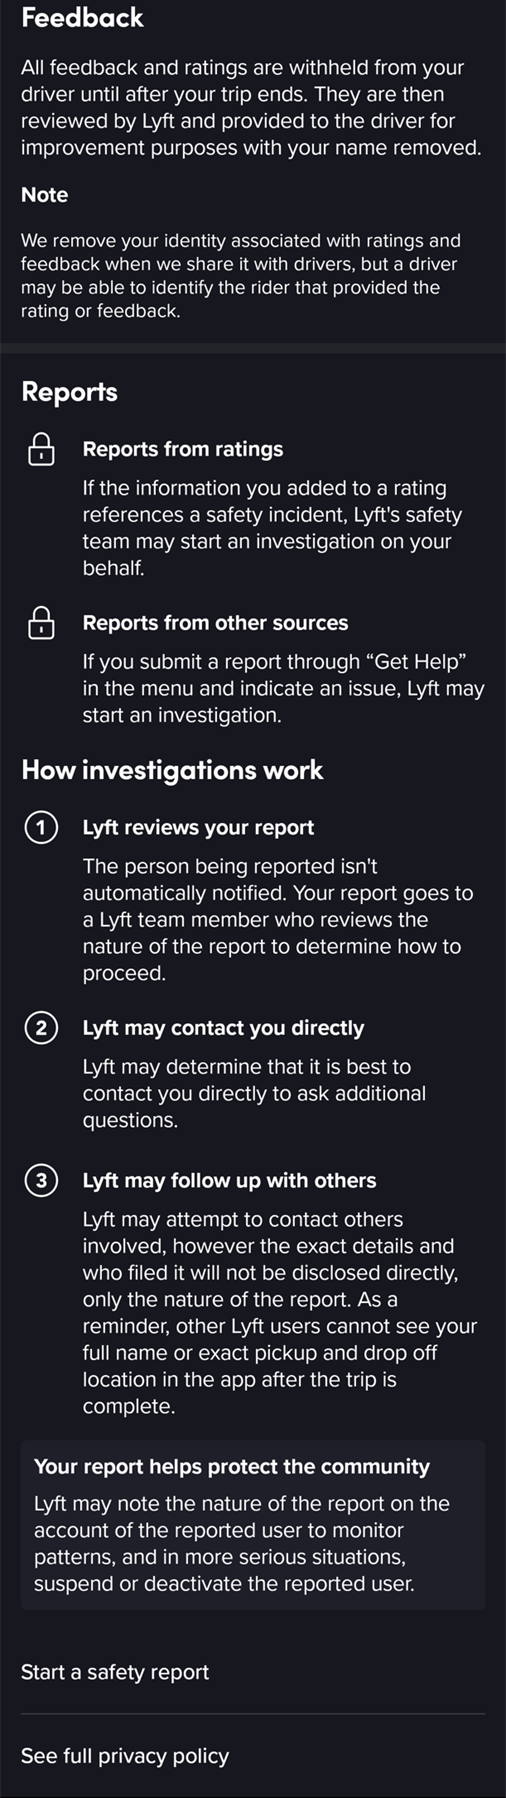 Feedback
All feedback and ratings are withheld from your
driver until after your trip ends. They are then
reviewed by Lyft and provided to the driver for
improvement purposes with your name removed.
Note
We remove your identity associated with ratings and
feedback when we share it with drivers, but a driver
may be able to identify the rider that provided the
rating or feedback.
Reports
Reports from ratings
If the information you added to a rating
references a safety incident, Lyft's safety
team may start an investigation on your
behalf.
Reports from other sources
If you submit a report through “Get Help”
in the menu and indicate an issue, Lyft may
start an investigation.
How investigations work
1 Lyft reviews your report
The person being reported isn't
automatically notified. Your report goes to
a Lyft team member who reviews the
nature of the report to determine how to
proceed.
2 Lyft may contact you directly
Lyft may determine that it is best to
contact you directly to ask additional
questions.
3 Lyft may follow up with others
Lyft may attempt to contact others
involved, however the exact details and
who filed it will not be disclosed directly,
only the nature of the report. As a
reminder, other Lyft users cannot see your
full name or exact pickup and drop off
location in the app after the trip is
complete.
Your report helps protect the community
Lyft may note the nature of the report on the
account of the reported user to monitor
patterns, and in more serious situations,
suspend or deactivate the reported user.
Start a safety report
See full privacy policy